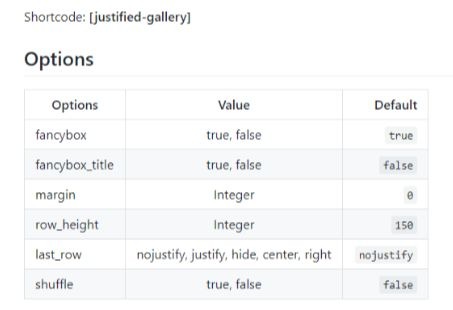 Shortcode: [justified-gallery]
Options
Options Value Default
fancybox true, false true
fancybox_title true, false false
margin Integer 0
row_height Integer 150
last_row nojustify, justify, hide, center, right nojustify
shuffle true, false false